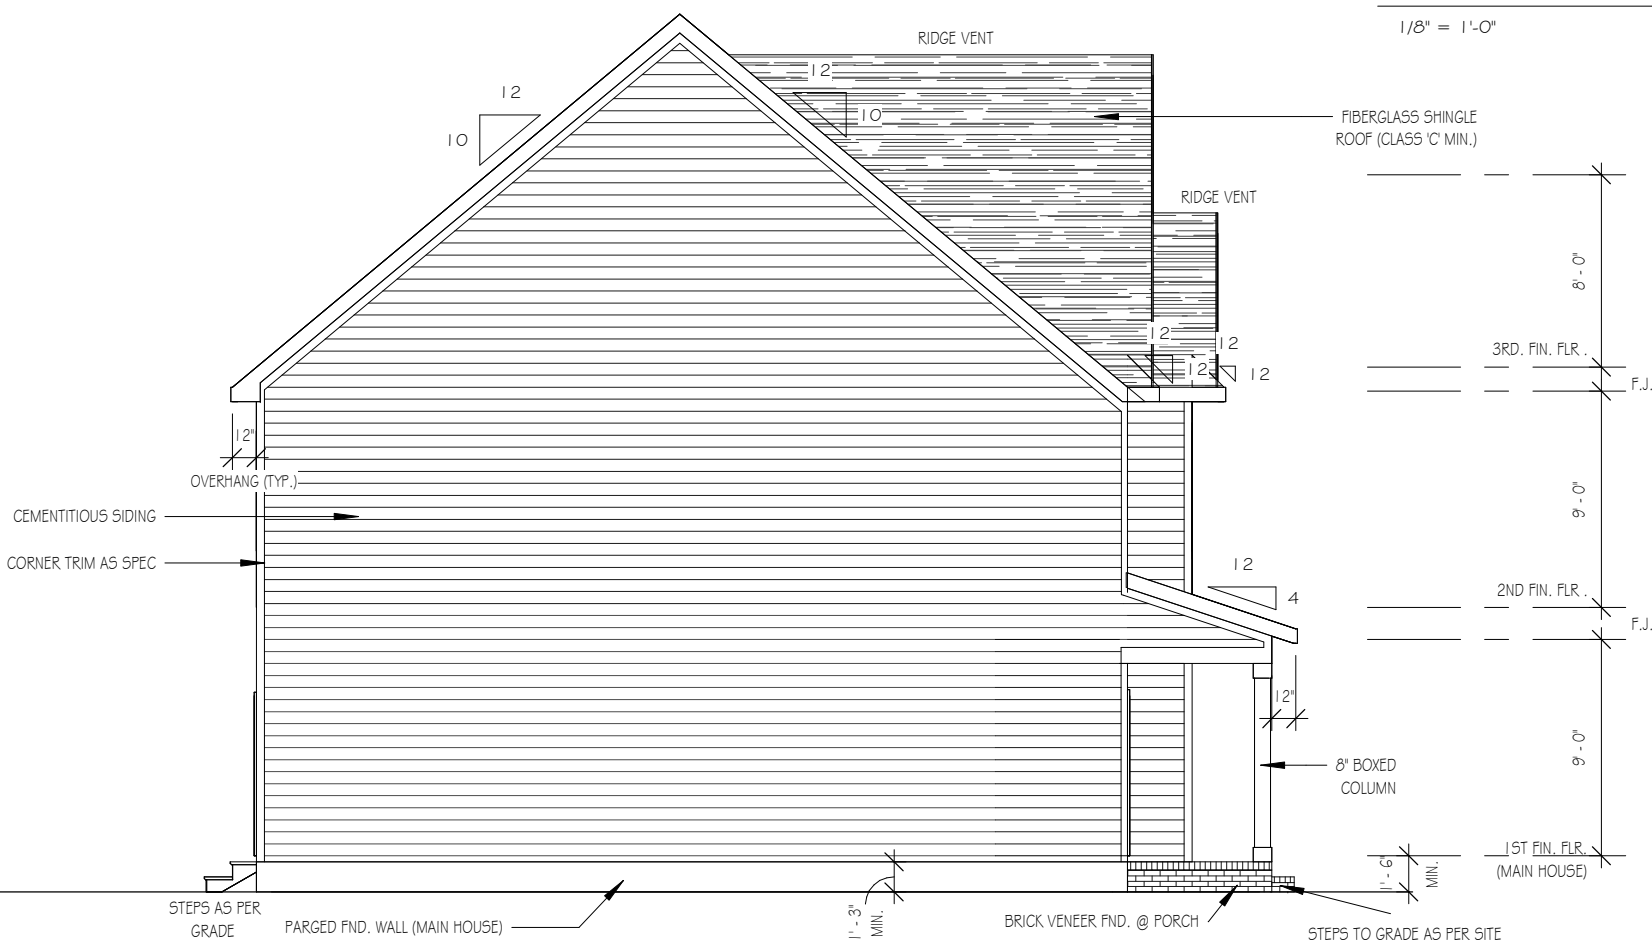 1/8" = 1'-0"
RIDGE VENT
12
10
12
10
FIBERGLASS SHINGLE
ROOF (CLASS 'C' MIN.)
RIDGE VENT
8' - 0"
12
12
12
12
3RD. FIN. FLR.
F.J.
12"
OVERHANG (TYP.)
CEMENTITIOUS SIDING
CORNER TRIM AS SPEC
9' - 0"
12
4
2ND FIN. FLR.
F.J.
12"
9' - 0"
8" BOXED
COLUMN
1ST FIN. FLR.
(MAIN HOUSE)
1' - 6"
MIN.
STEPS AS PER
GRADE
PARGED FND. WALL (MAIN HOUSE)
1' - 3"
MIN.
BRICK VENEER FND. @ PORCH
STEPS TO GRADE AS PER SITE